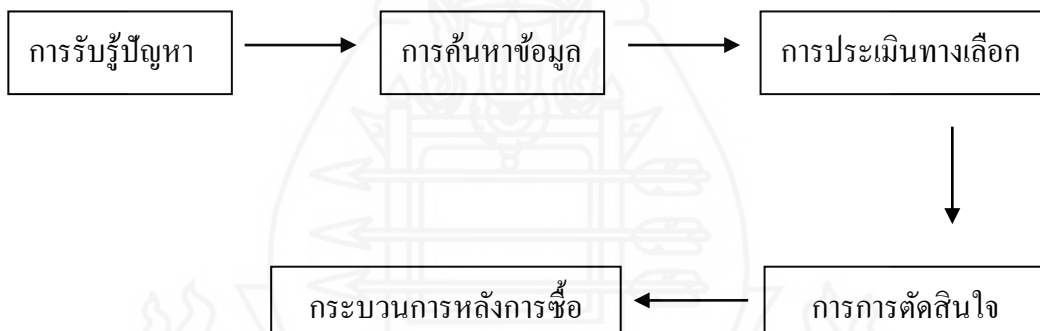 การรับรู้ปัญหา
การค้นหาข้อมูล
การประเมินทางเลือก
การการตัดสินใจ
กระบวนการหลังการซื้อ